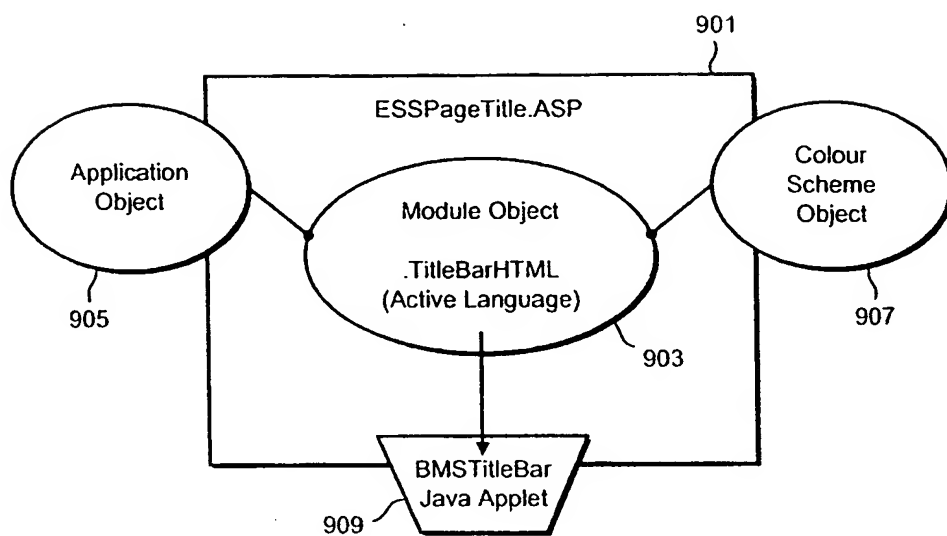 901
ESSPageTitle.ASP
Application
Object
Colour
Scheme
Object
Module Object
.TitleBarHTML
(Active Language)
905
907
903
BMSTitleBar
Java Applet
909